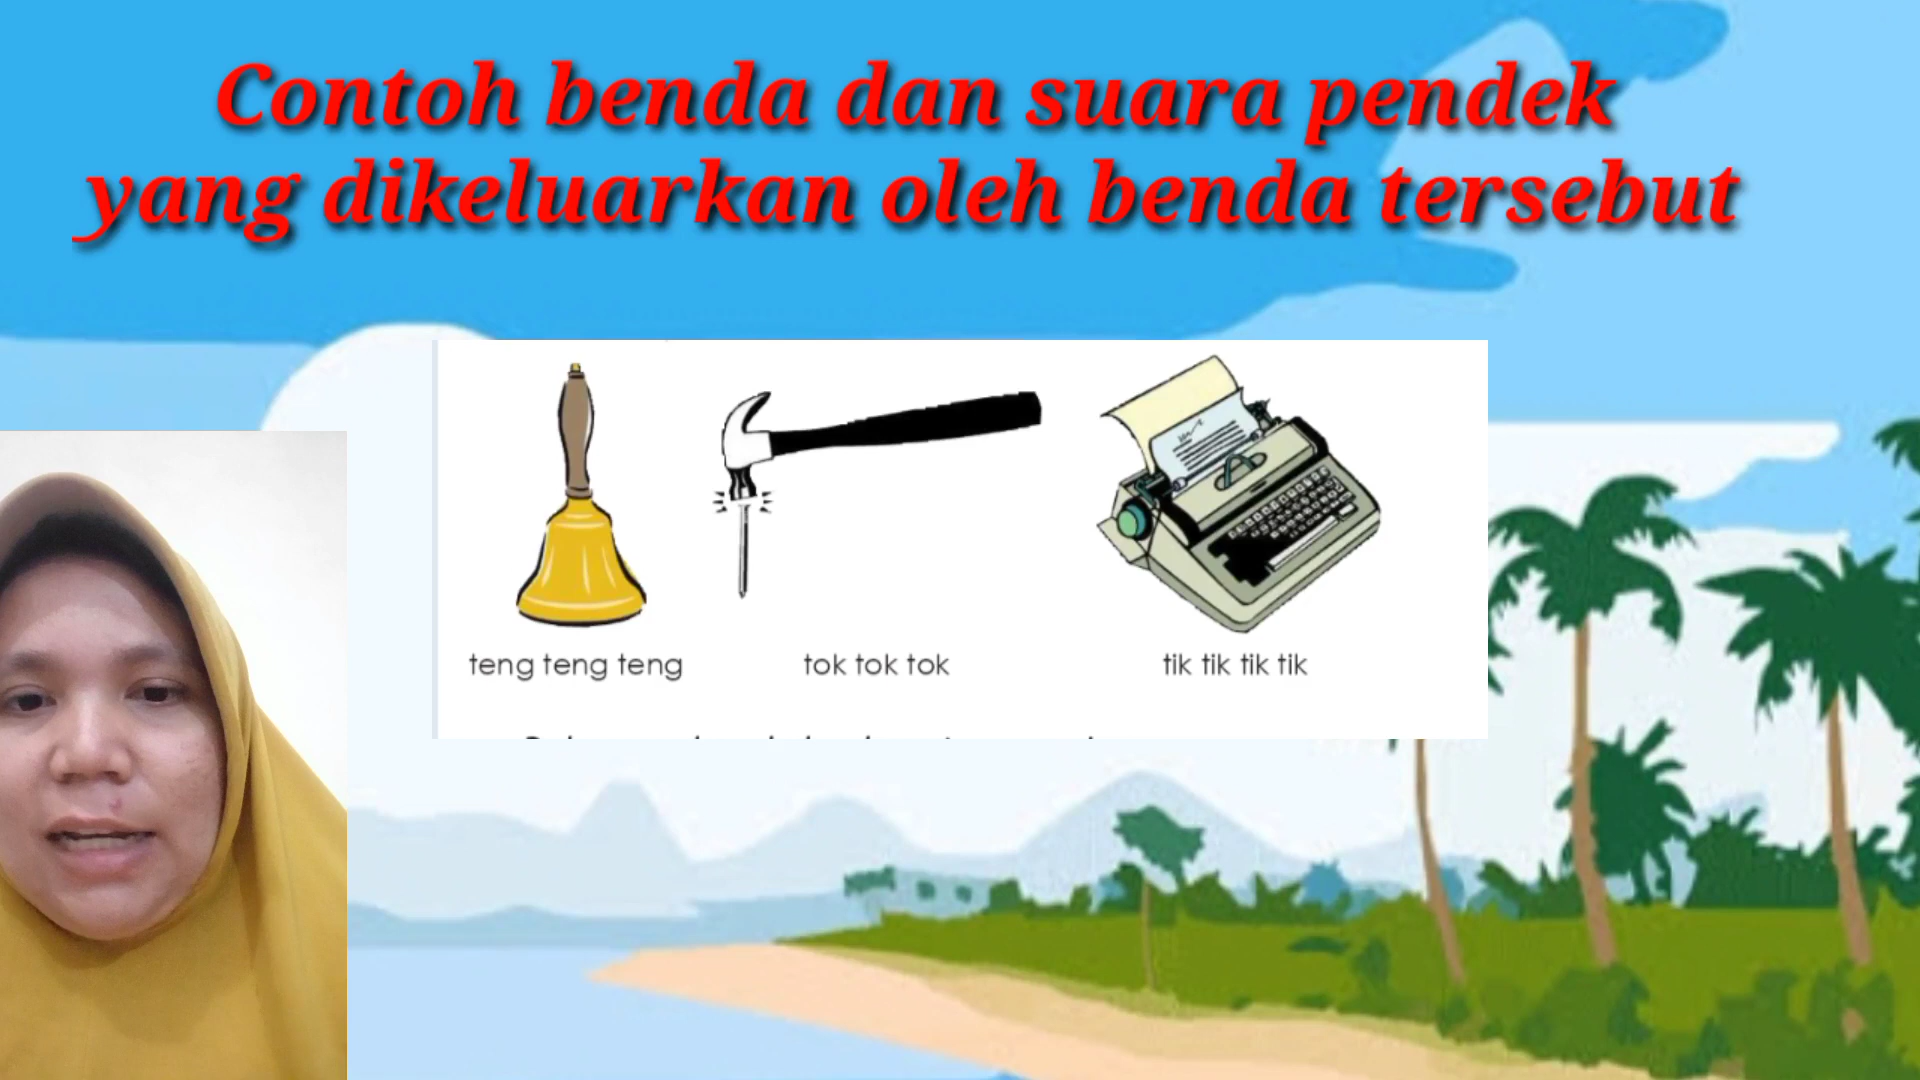 Contoh benda dan suara pendek
yang dikeluarkan oleh benda tersebut
teng teng teng
tok tok tok
tik tik tik tik